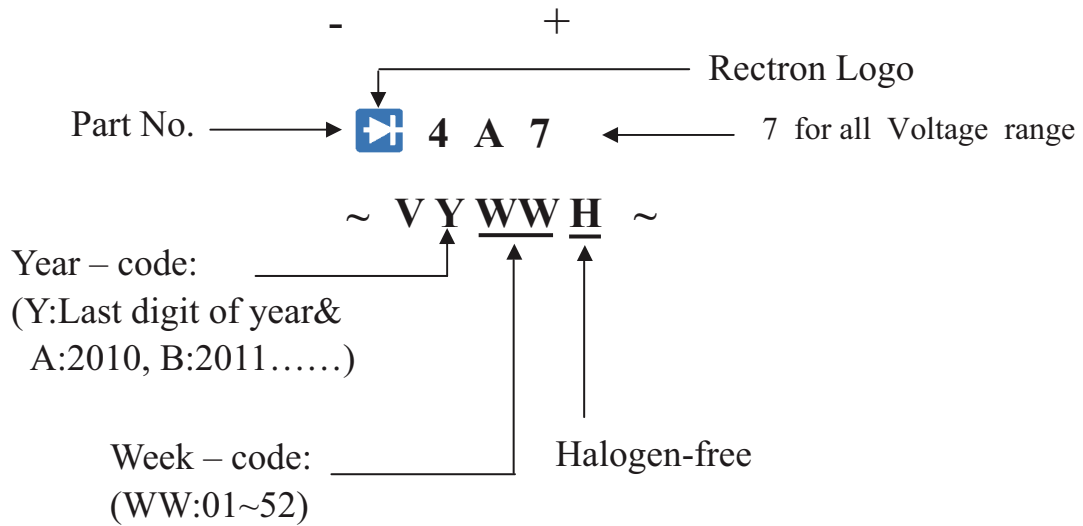 - +
Rectron Logo
Part No. 4 A 7 7 for all Voltage range
~ V Y WW H ~
Year – code:
(Y:Last digit of year&
A:2010, B:2011……)
Week – code:
(WW:01~52)
Halogen-free